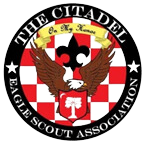 THE CITADEL
On My Honor
EAGLE SCOUT ASSOCIATION